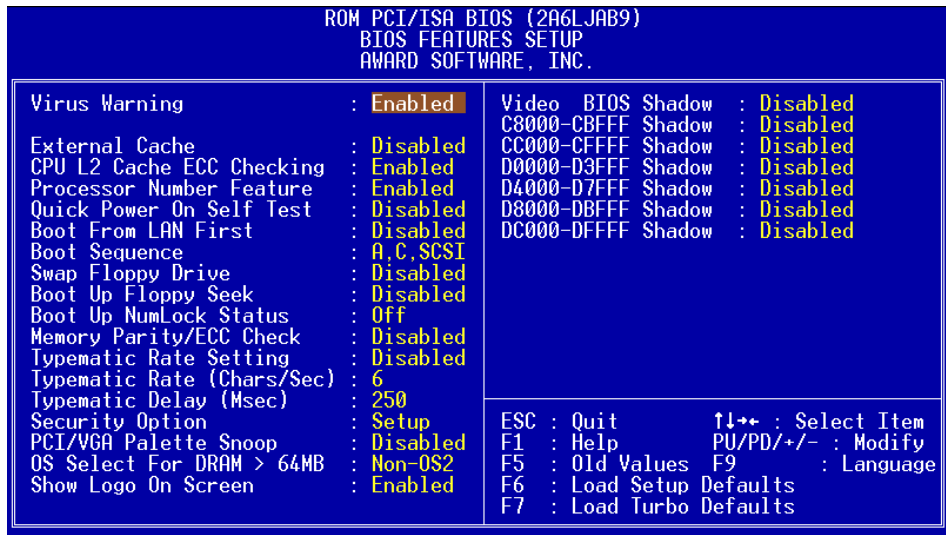 ROM PCI/ISA BIOS (2A6LJAB9)
BIOS FEATURES SETUP
AWARD SOFTWARE, INC.
Virus Warning : Enabled
External Cache : Disabled
CPU L2 Cache ECC Checking : Enabled
Processor Number Feature : Enabled
Quick Power On Self Test : Disabled
Boot From LAN First : Disabled
Boot Sequence : A,C,SCSI
Swap Floppy Drive : Disabled
Boot Up Floppy Seek : Disabled
Boot Up NumLock Status : Off
Memory Parity/ECC Check : Disabled
Typematic Rate Setting : Disabled
Typematic Rate (Chars/Sec) : 6
Typematic Delay (Msec) : 250
Security Option : Setup
PCI/VGA Palette Snoop : Disabled
OS Select For DRAM > 64MB : Non-OS2
Show Logo On Screen : Enabled
Video BIOS Shadow : Disabled
C8000-CBFFF Shadow : Disabled
CC000-CFFFF Shadow : Disabled
D0000-D3FFF Shadow : Disabled
D4000-D7FFF Shadow : Disabled
D8000-DBFFF Shadow : Disabled
DC000-DFFFF Shadow : Disabled
ESC : Quit ↑↓→← : Select Item
F1 : Help PU/PD/+/- : Modify
F5 : Old Values F9 : Language
F6 : Load Setup Defaults
F7 : Load Turbo Defaults